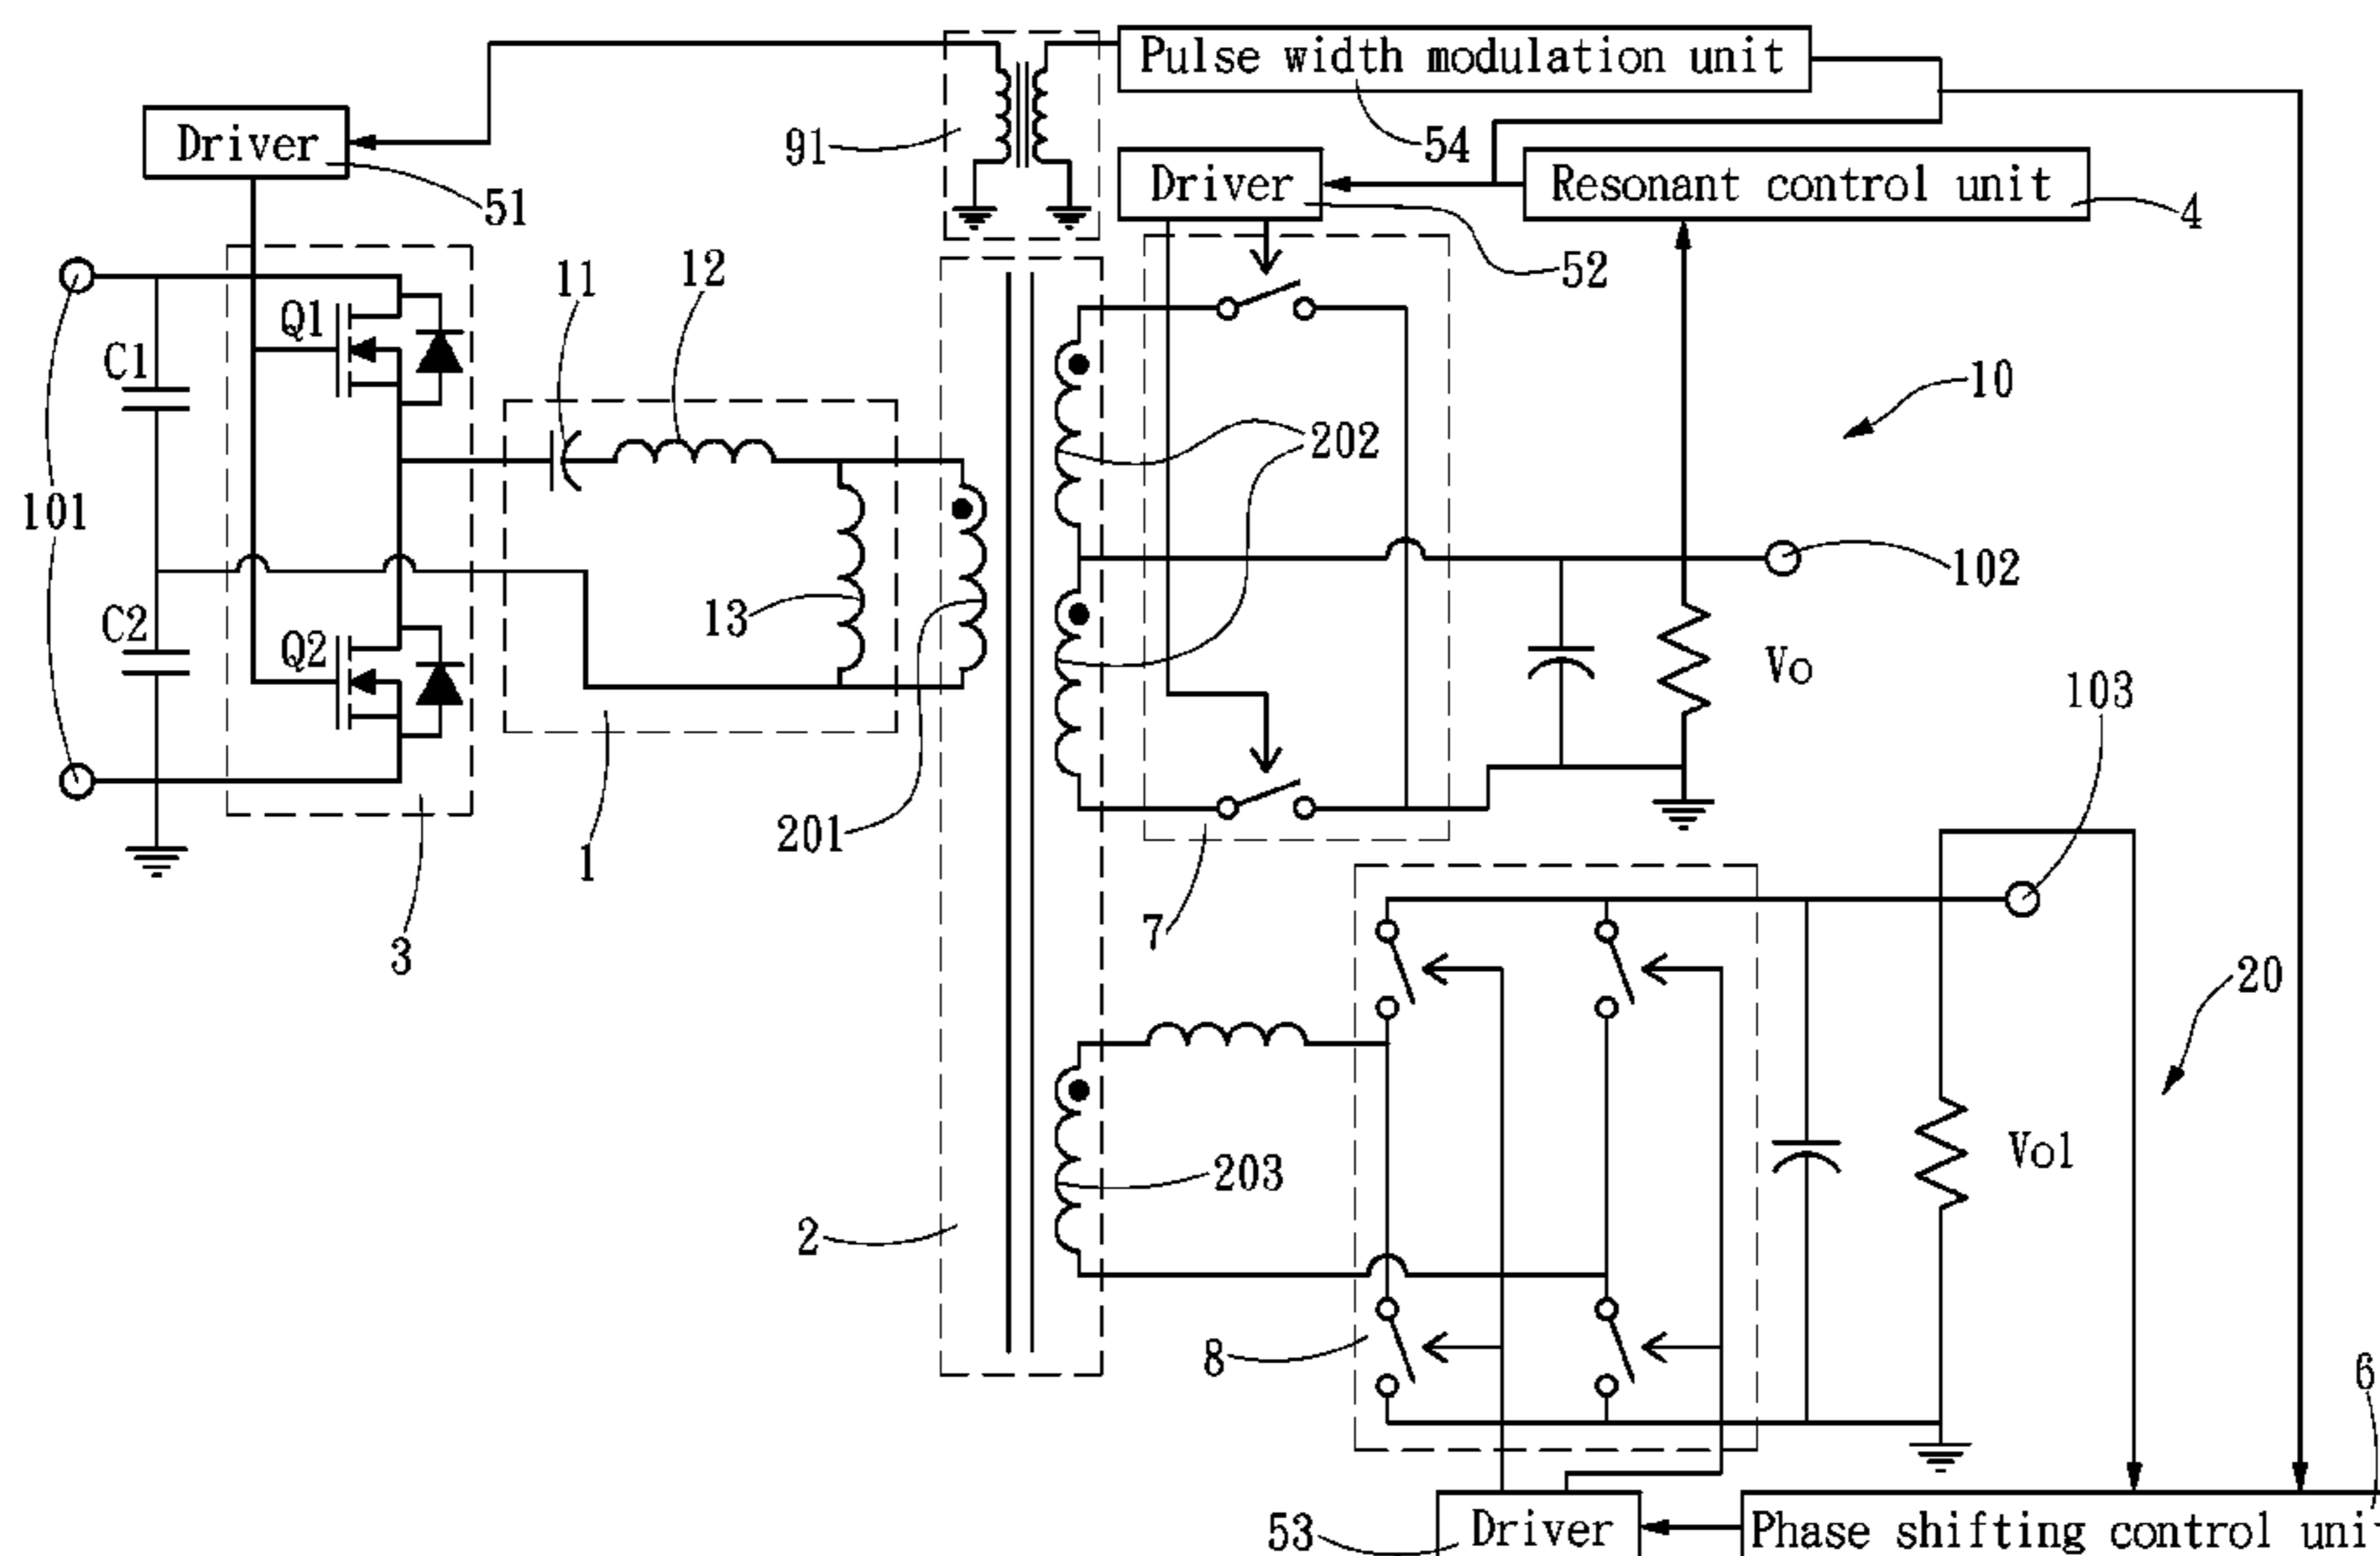 Pulse width modulation unit
Driver
91
54
Driver
Resonant control unit
51
4
52
11
12
Q1
C1
10
202
101
102
13
C2
Q2
Vo
103
201
1
7
3
20
Vo1
203
2
8
6
53
Driver
Phase shifting control uni